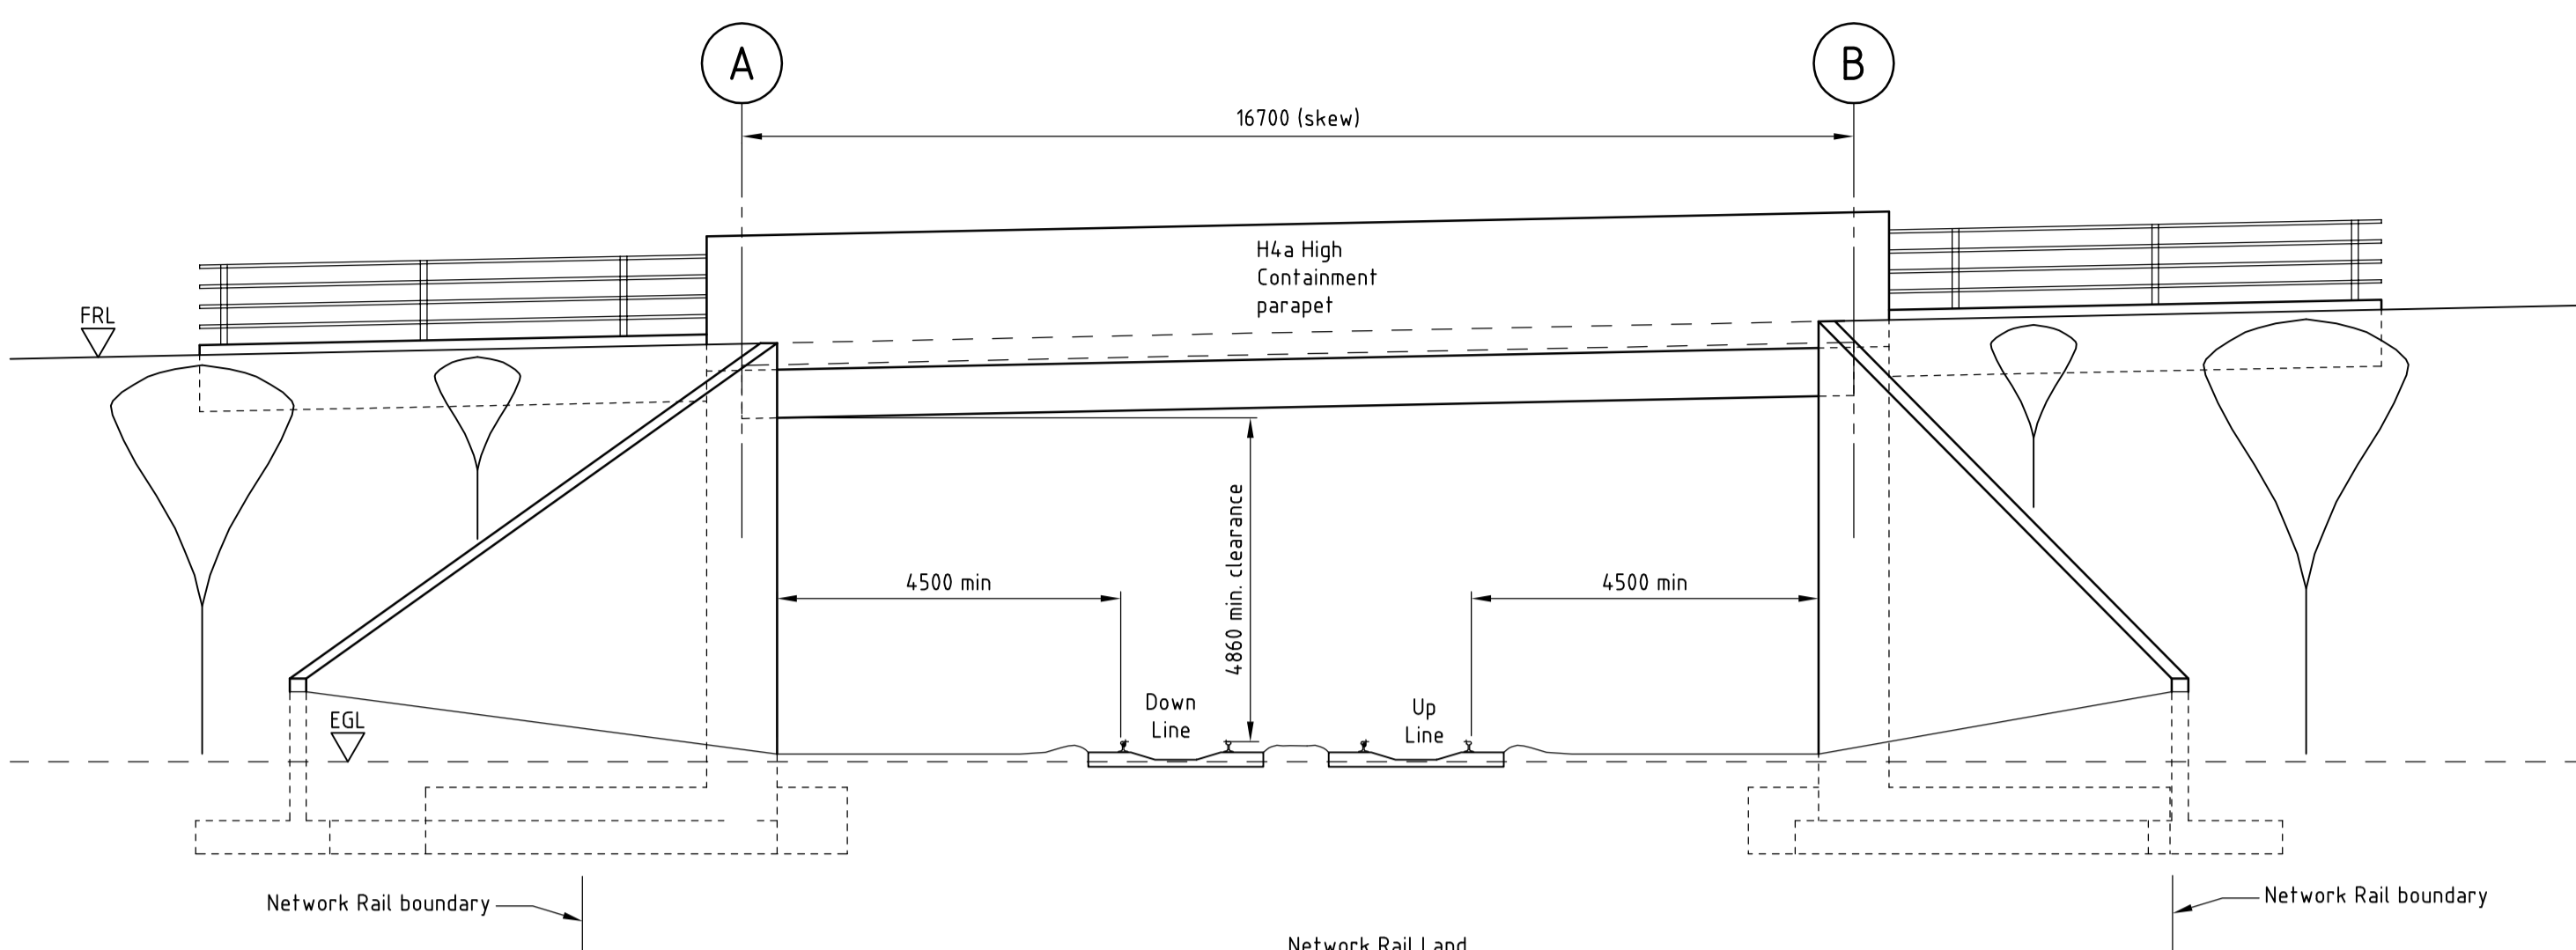 A
B
16700 (skew)
H4a High
Containment
parapet
FRL
4860 min. clearance
4500 min
4500 min
Down
Line
Up
Line
EGL
Network Rail boundary
Network Rail boundary
Network Rail Land